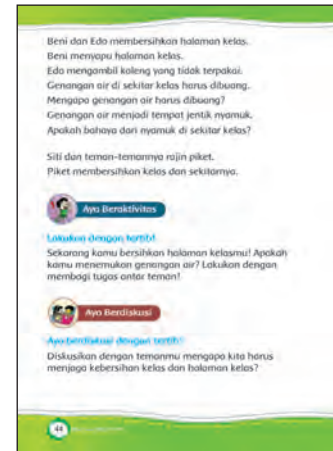 Beni dan Edo membersihkan halaman kelas.
Beni menyapu halaman kelas.
Edo mengambil kaleng yang tidak terpakai.
Genangan air di sekitar kelas harus dibuang.
Mengapa genangan air harus dibuang?
Genangan air menjadi tempat jentik nyamuk.
Apakah bahaya dari nyamuk di sekitar kelas?
Siti dan teman-temannya rajin piket.
Piket membersihkan kelas dan sekitarnya.
Ayo Beraktivitas
Lakukan dengan tertib!
Sekarang kamu bersihkan halaman kelasmu! Apakah
kamu menemukan genangan air? Lakukan dengan
membagi tugas antar teman!
Ayo Berdiskusi
Ayo berdiskusi dengan tertib!
Diskusikan dengan temanmu mengapa kita harus
menjaga kebersihan kelas dan halaman kelas?
44